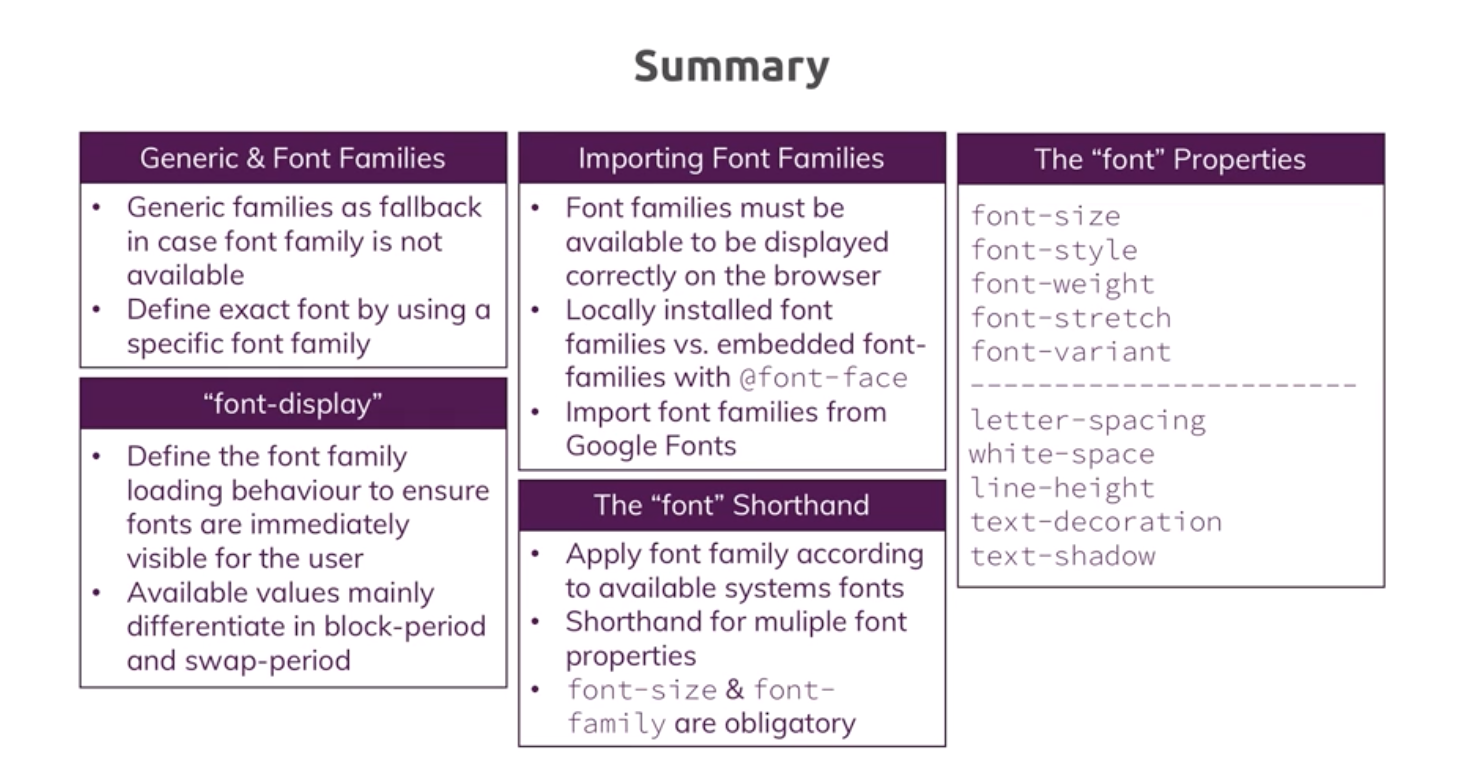 Summary
Generic & Font Families
• Generic families as fallback
in case font family is not
available
• Define exact font by using a
specific font family
"font-display"
• Define the font family
loading behaviour to ensure
fonts are immediately
visible for the user
• Available values mainly
differentiate in block-period
and swap-period
Importing Font Families
• Font families must be
available to be displayed
correctly on the browser
• Locally installed font
families vs. embedded font-
families with @font-face
• Import font families from
Google Fonts
The “font” Shorthand
• Apply font family according
to available systems fonts
• Shorthand for muliple font
properties
• font-size & font-
family are obligatory
The “font” Properties
font-size
font-style
font-weight
font-stretch
font-variant
-----------------------
letter-spacing
white-space
line-height
text-decoration
text-shadow